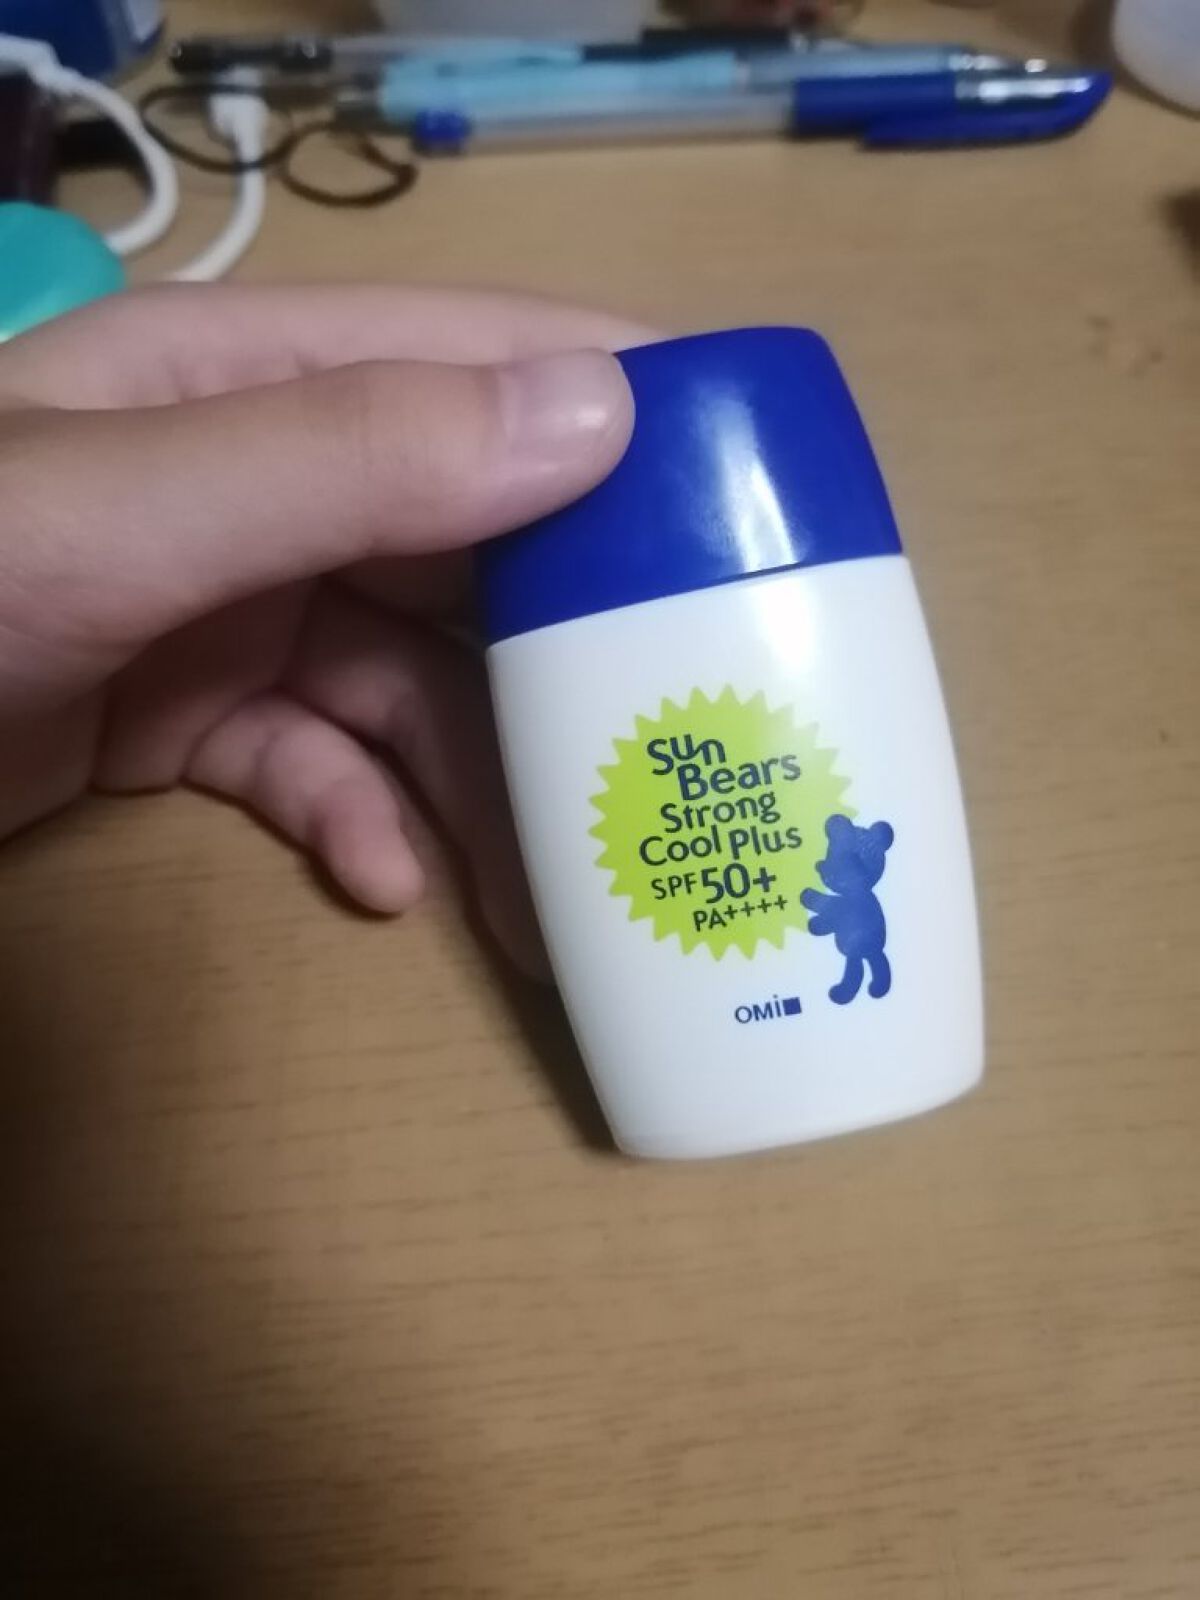 Sun
Bears
Strong
Cool Plus
SPF50+
PA++++
OMI